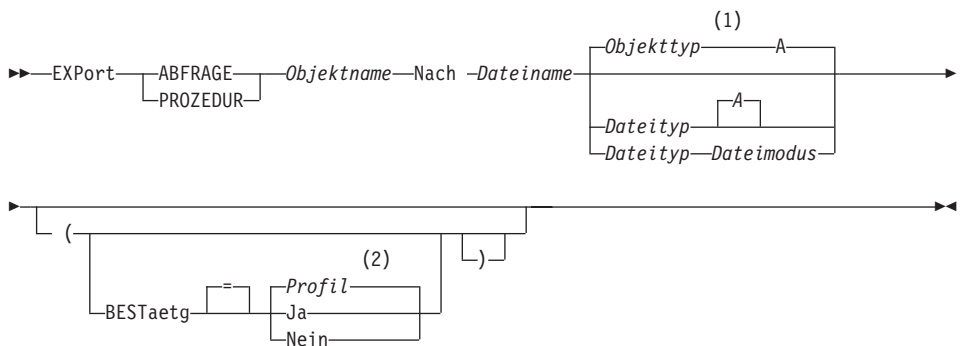 (1)
Objekttyp A
EXPort ABFRAGE Objektname Nach Dateiname
PROZEDUR
A
Dateityp
Dateityp Dateimodus
(
)
(2)
= Profil
BESTaetg Ja
Nein